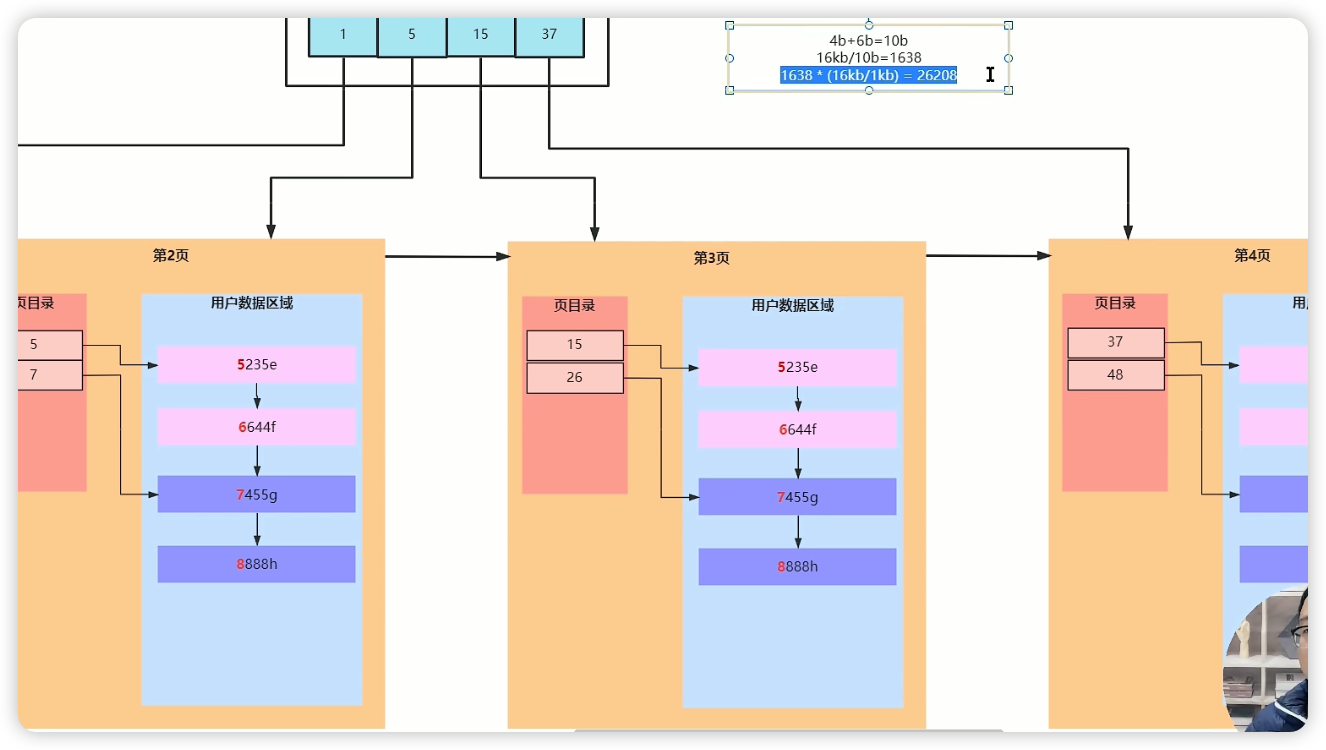 1 5 15 37
4b+6b=10b
16kb/10b=1638
1638 * (16kb/1kb) = 26208
第2页
页目录
5
7
用户数据区域
5235e
6644f
7455g
8888h
第3页
页目录
15
26
用户数据区域
5235e
6644f
7455g
8888h
第4页
页目录
37
48
用